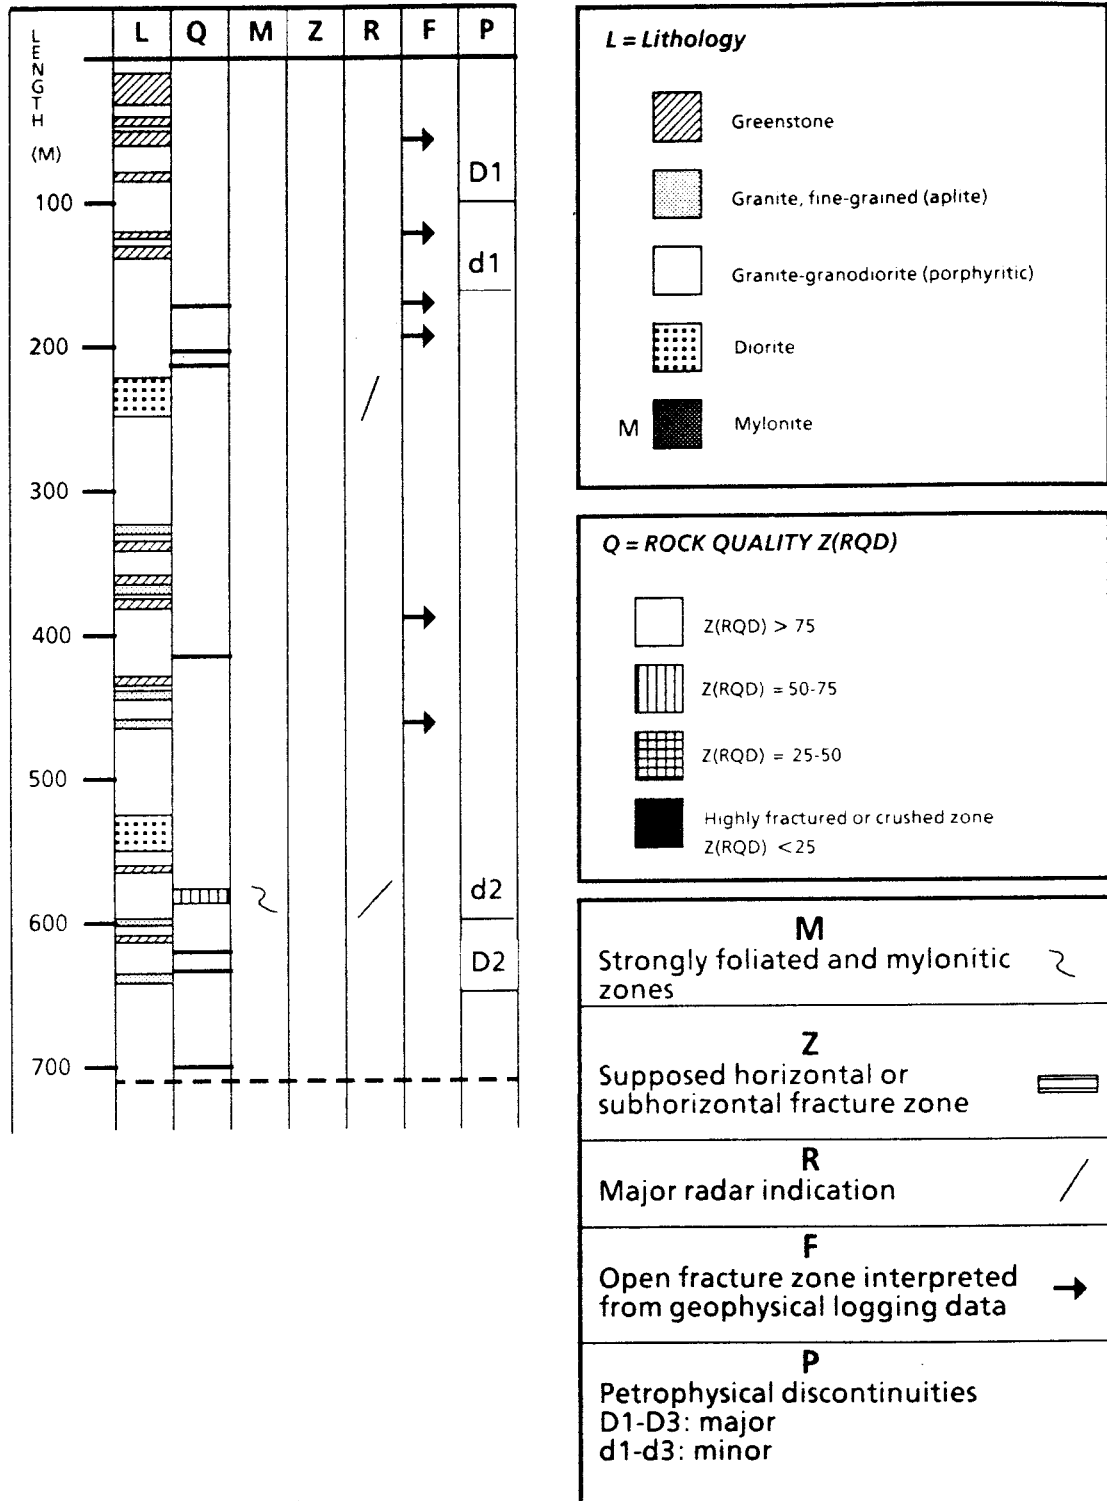 L Q M Z R F P
LENGTH
(M)
D1
100
d1
200
300
400
500
d2
600
D2
700
L = Lithology
Greenstone
Granite, fine-grained (aplite)
Granite-granodiorite (porphyritic)
Diorite
M Mylonite
Q = ROCK QUALITY Z(RQD)
Z(RQD) > 75
Z(RQD) = 50-75
Z(RQD) = 25-50
Highly fractured or crushed zone
Z(RQD) <25
M
Strongly foliated and mylonitic
zones
Z
Supposed horizontal or
subhorizontal fracture zone
R
Major radar indication
F
Open fracture zone interpreted
from geophysical logging data
P
Petrophysical discontinuities
D1-D3: major
d1-d3: minor